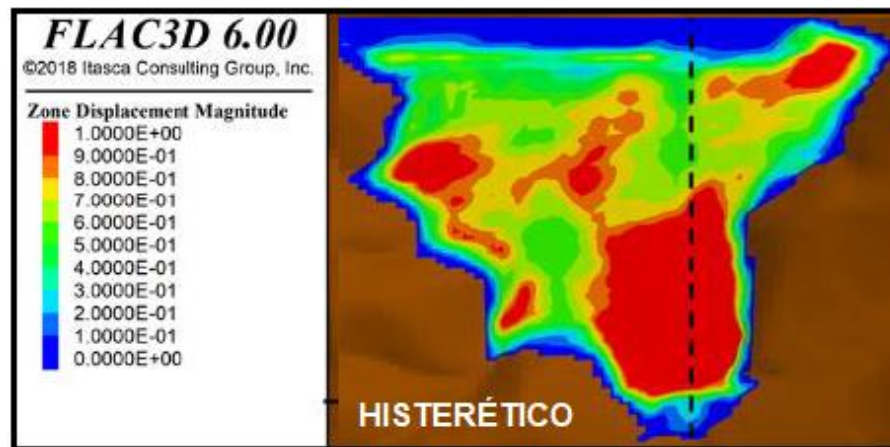 FLAC3D 6.00
©2018 Itasca Consulting Group, Inc.
Zone Displacement Magnitude
1.0000E+00
9.0000E-01
8.0000E-01
7.0000E-01
6.0000E-01
5.0000E-01
4.0000E-01
3.0000E-01
2.0000E-01
1.0000E-01
0.0000E+00
HISTERÉTICO